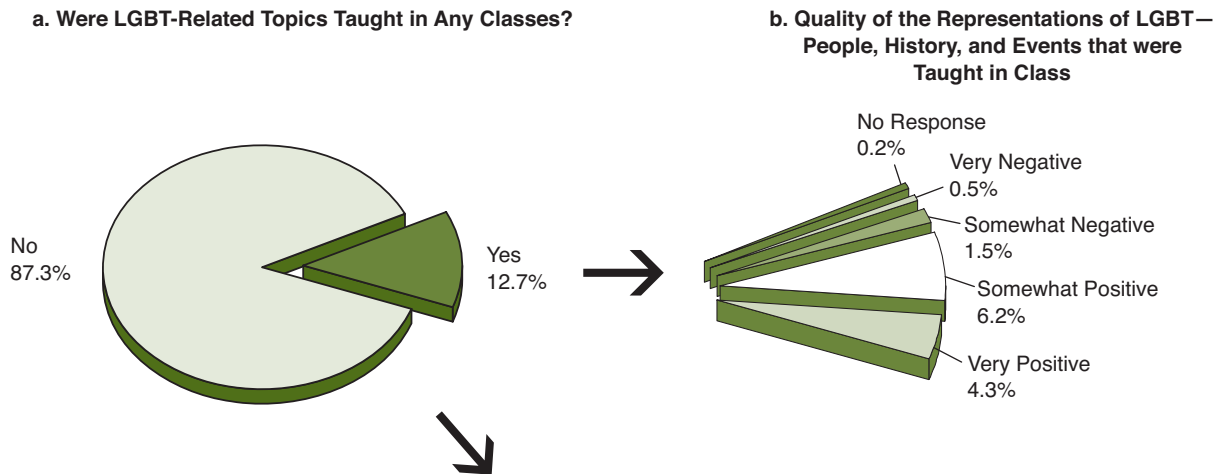 a. Were LGBT-Related Topics Taught in Any Classes?
No
87.3%
Yes
12.7%
b. Quality of the Representations of LGBT—
People, History, and Events that were
Taught in Class
No Response
0.2%
Very Negative
0.5%
Somewhat Negative
1.5%
Somewhat Positive
6.2%
Very Positive
4.3%